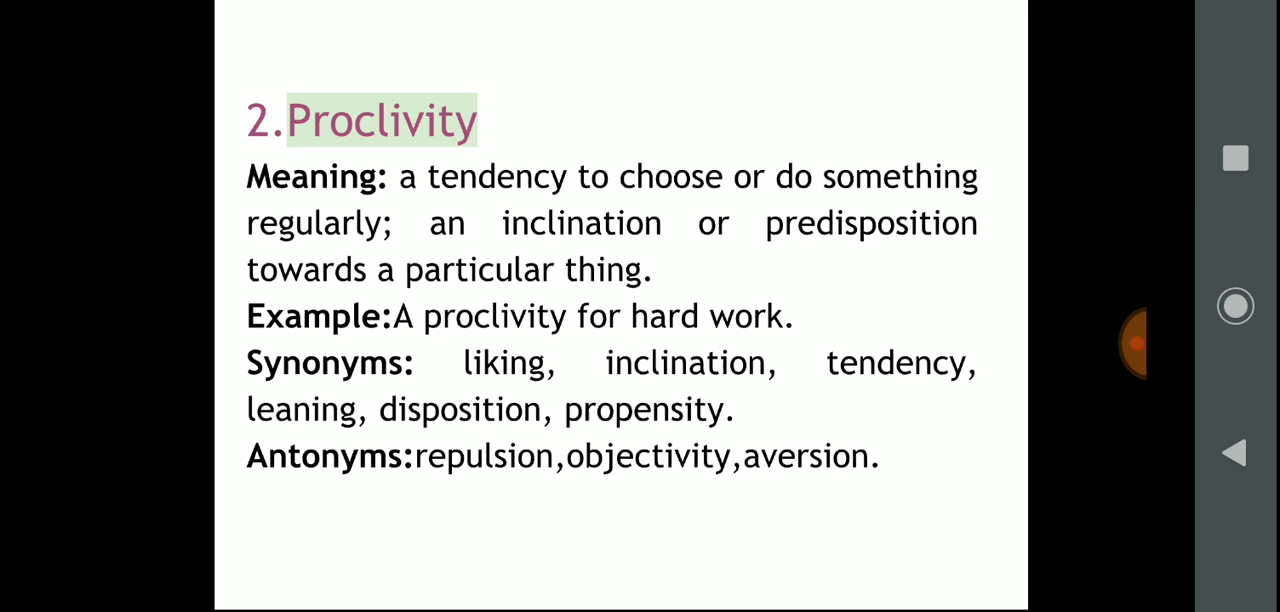 2.Proclivity
Meaning: a tendency to choose or do something
regularly; an inclination or predisposition
towards a particular thing.
Example:A proclivity for hard work.
Synonyms: liking, inclination, tendency,
leaning, disposition, propensity.
Antonyms:repulsion,objectivity,aversion.